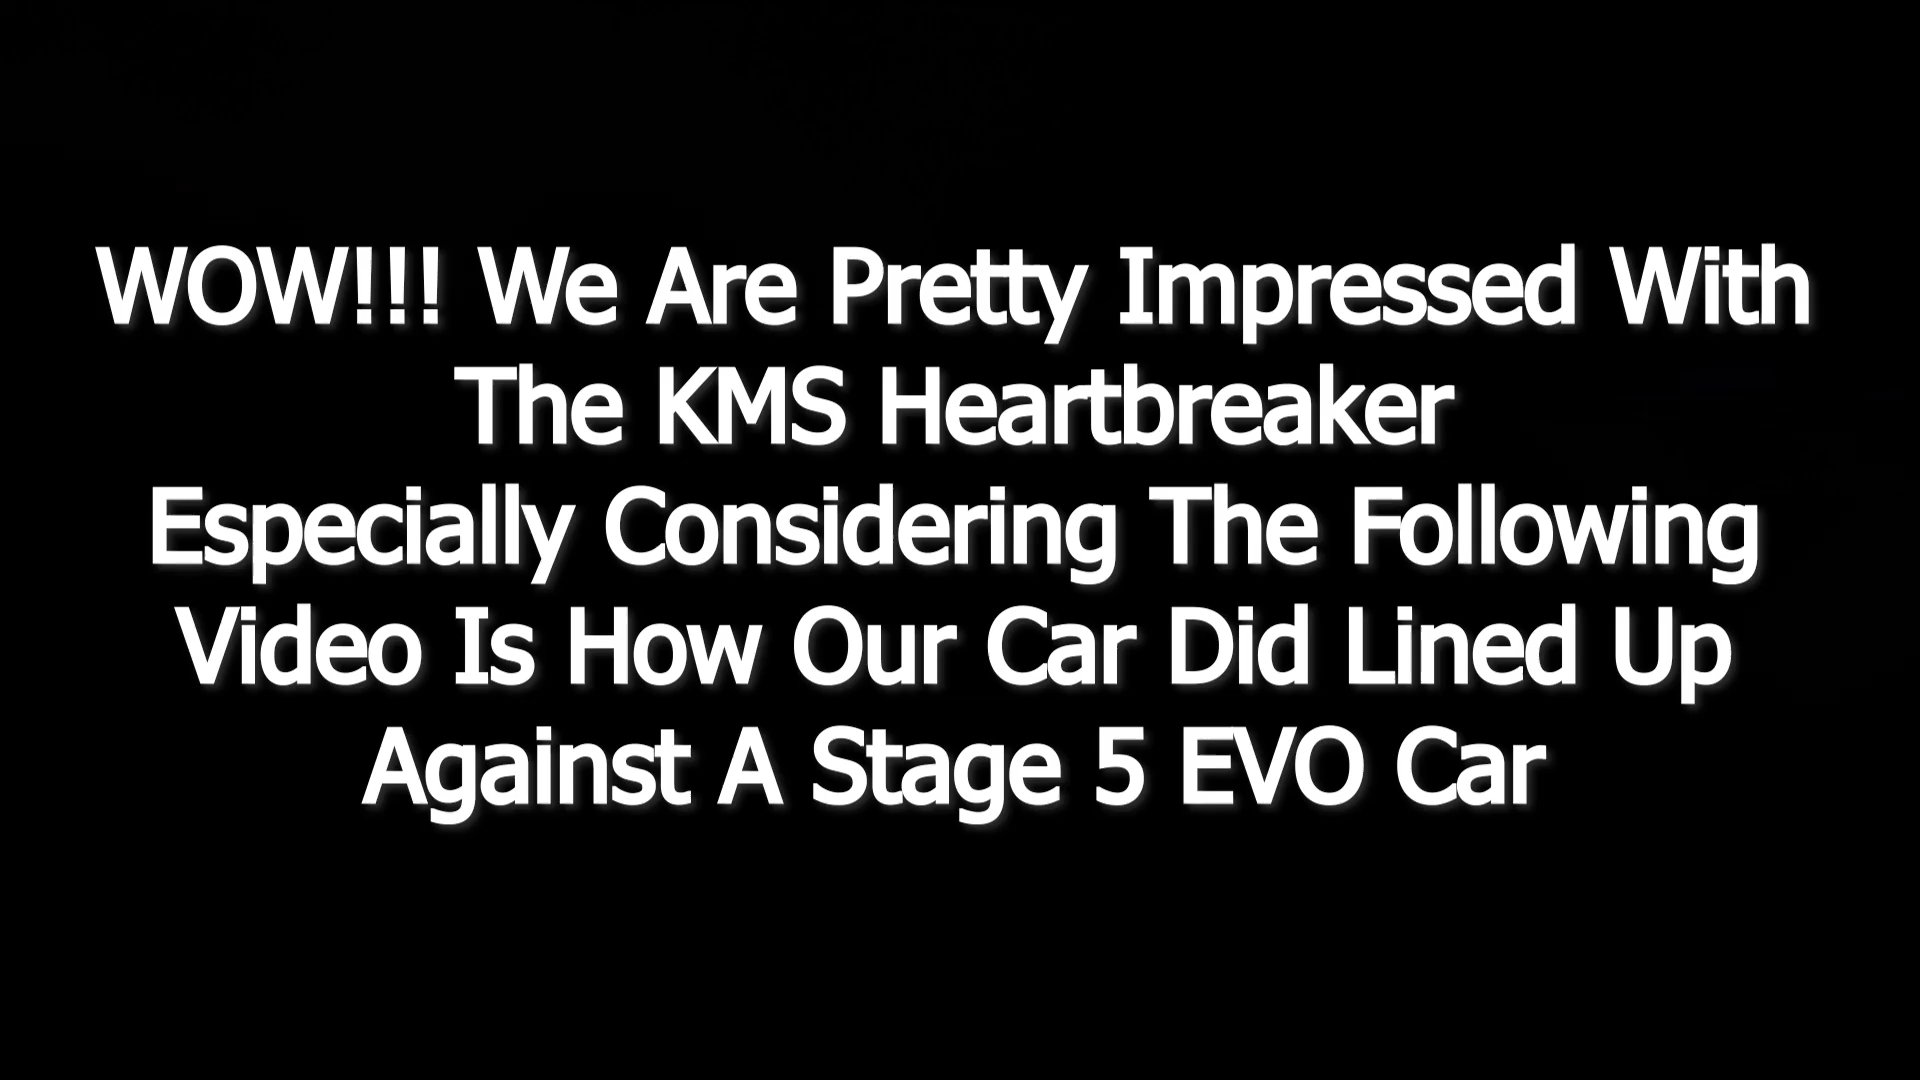 WOW!!! We Are Pretty Impressed With
The KMS Heartbreaker
Especially Considering The Following
Video Is How Our Car Did Lined Up
Against A Stage 5 EVO Car